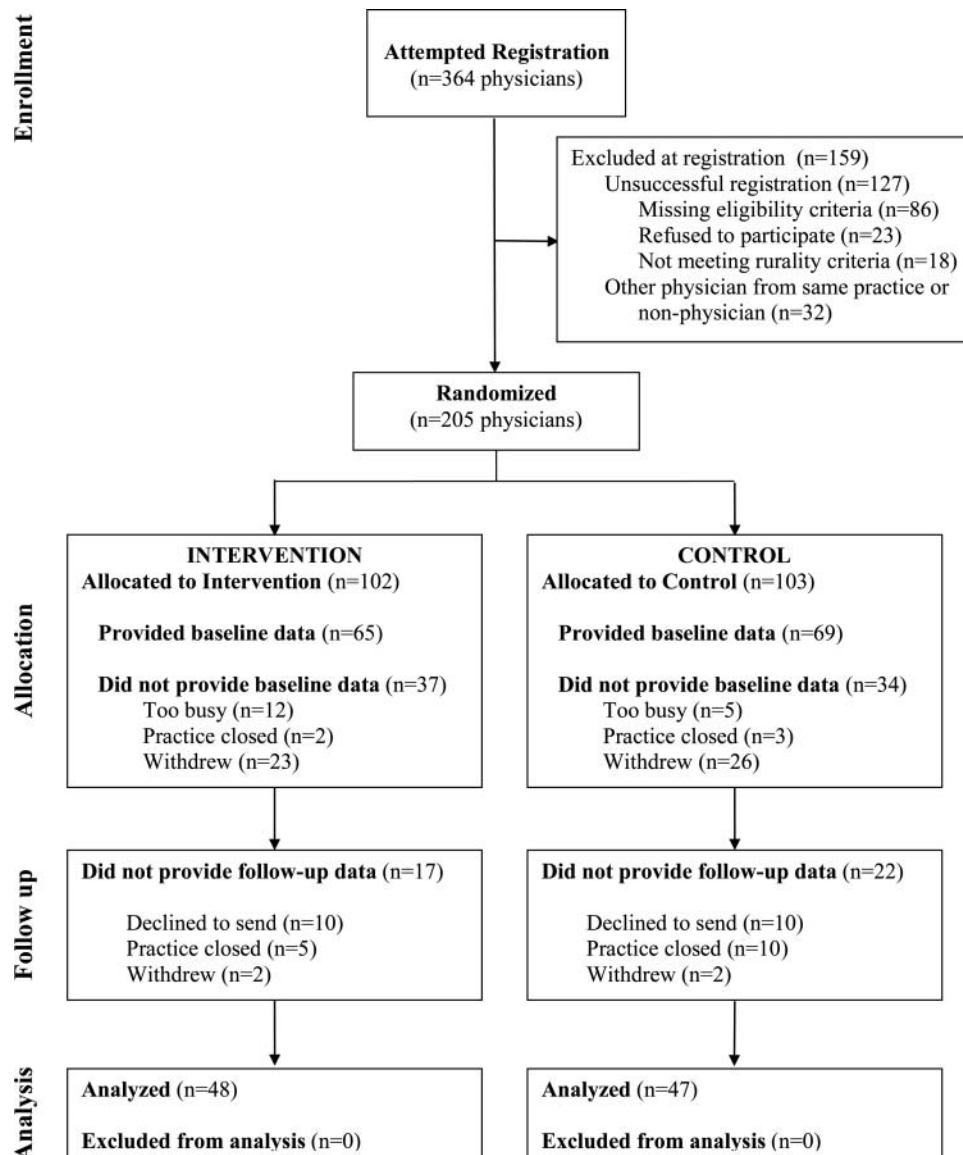 Enrollment
Attempted Registration
(n=364 physicians)
Excluded at registration (n=159)
Unsuccessful registration (n=127)
Missing eligibility criteria (n=86)
Refused to participate (n=23)
Not meeting rurality criteria (n=18)
Other physician from same practice or
non-physician (n=32)
Randomized
(n=205 physicians)
Allocation
INTERVENTION
Allocated to Intervention (n=102)
Provided baseline data (n=65)
Did not provide baseline data (n=37)
Too busy (n=12)
Practice closed (n=2)
Withdrew (n=23)
CONTROL
Allocated to Control (n=103)
Provided baseline data (n=69)
Did not provide baseline data (n=34)
Too busy (n=5)
Practice closed (n=3)
Withdrew (n=26)
Follow up
Did not provide follow-up data (n=17)
Declined to send (n=10)
Practice closed (n=5)
Withdrew (n=2)
Did not provide follow-up data (n=22)
Declined to send (n=10)
Practice closed (n=10)
Withdrew (n=2)
Analysis
Analyzed (n=48)
Excluded from analysis (n=0)
Analyzed (n=47)
Excluded from analysis (n=0)